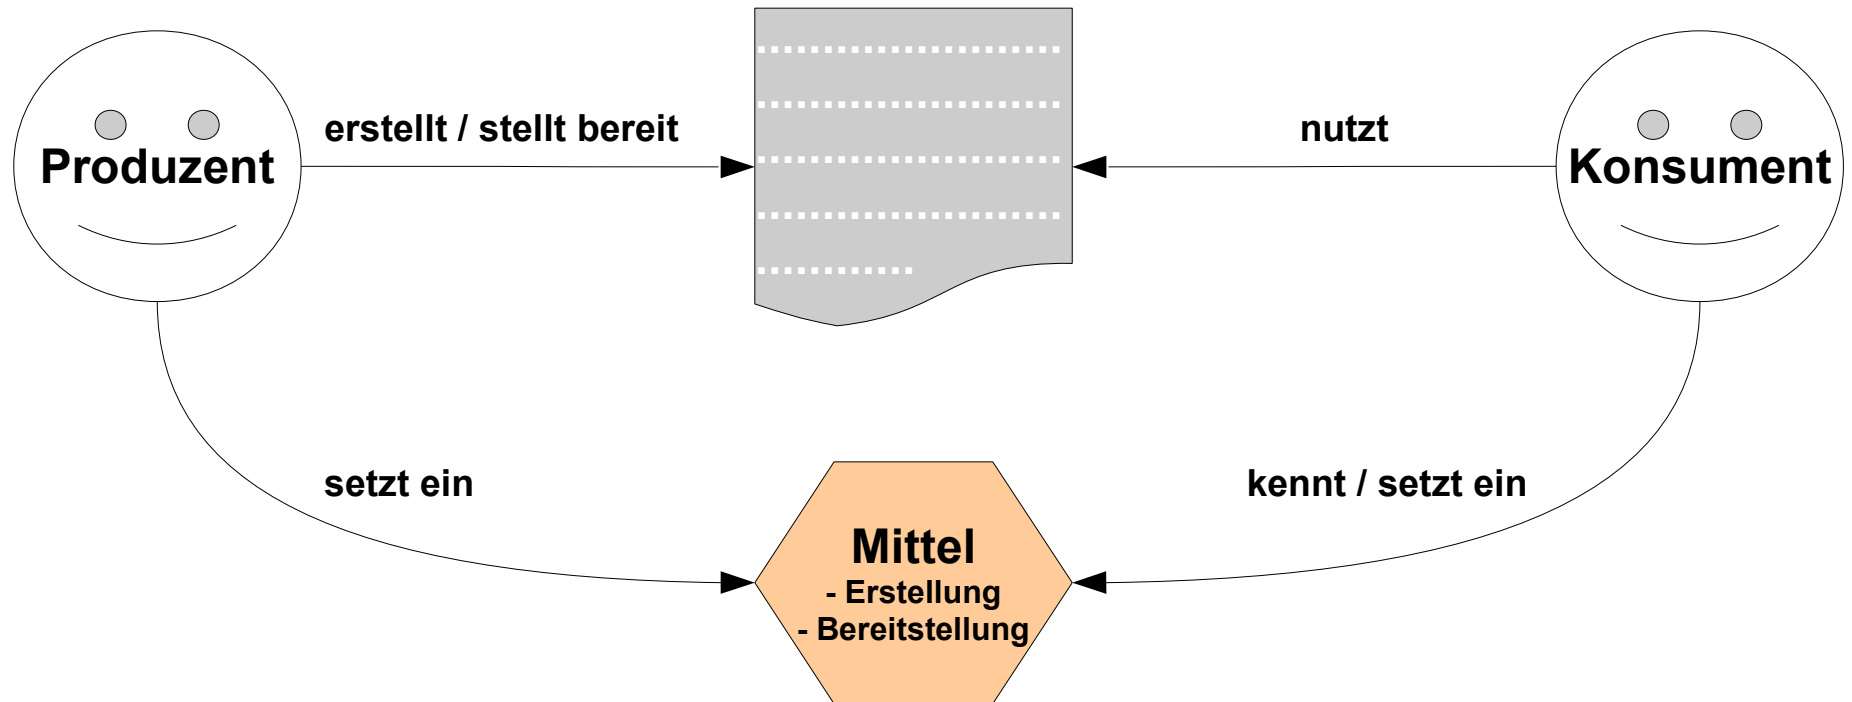 erstellt / stellt bereit
nutzt
Produzent
Konsument
setzt ein
kennt / setzt ein
Mittel
- Erstellung
- Bereitstellung